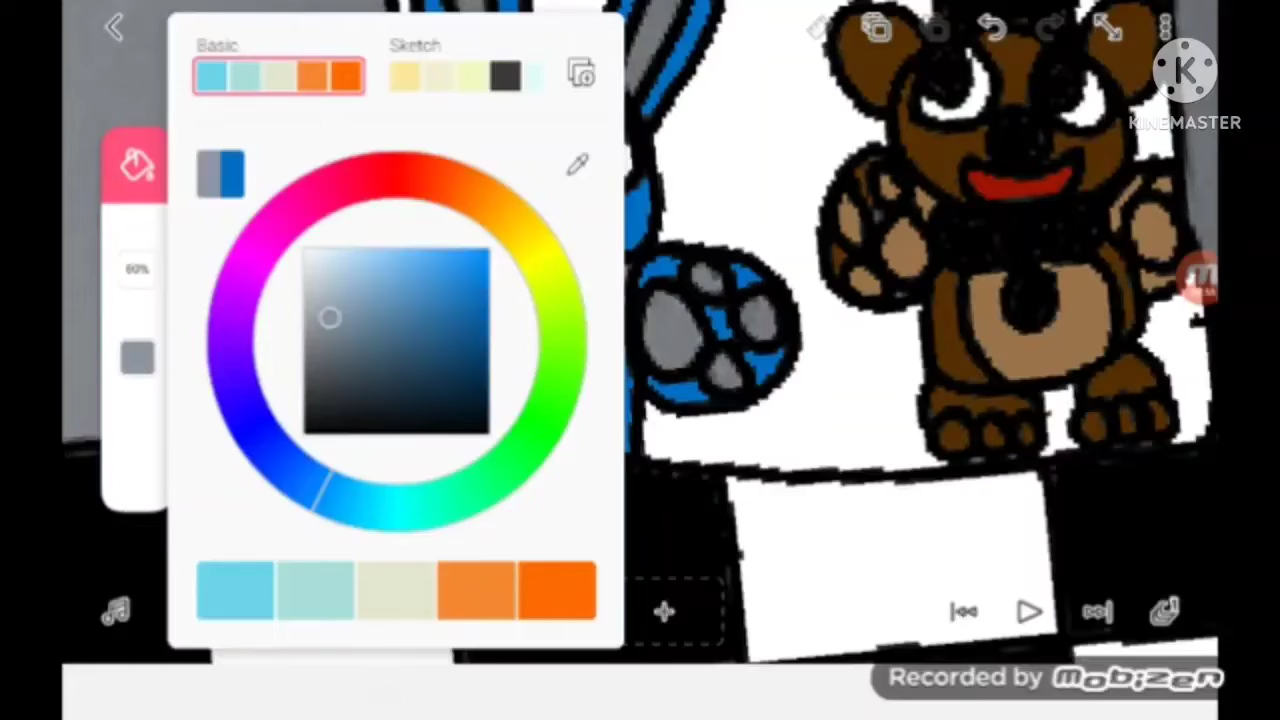 Basic
Sketch
K
KINEMASTER
60%
Recorded by MOBIZEN